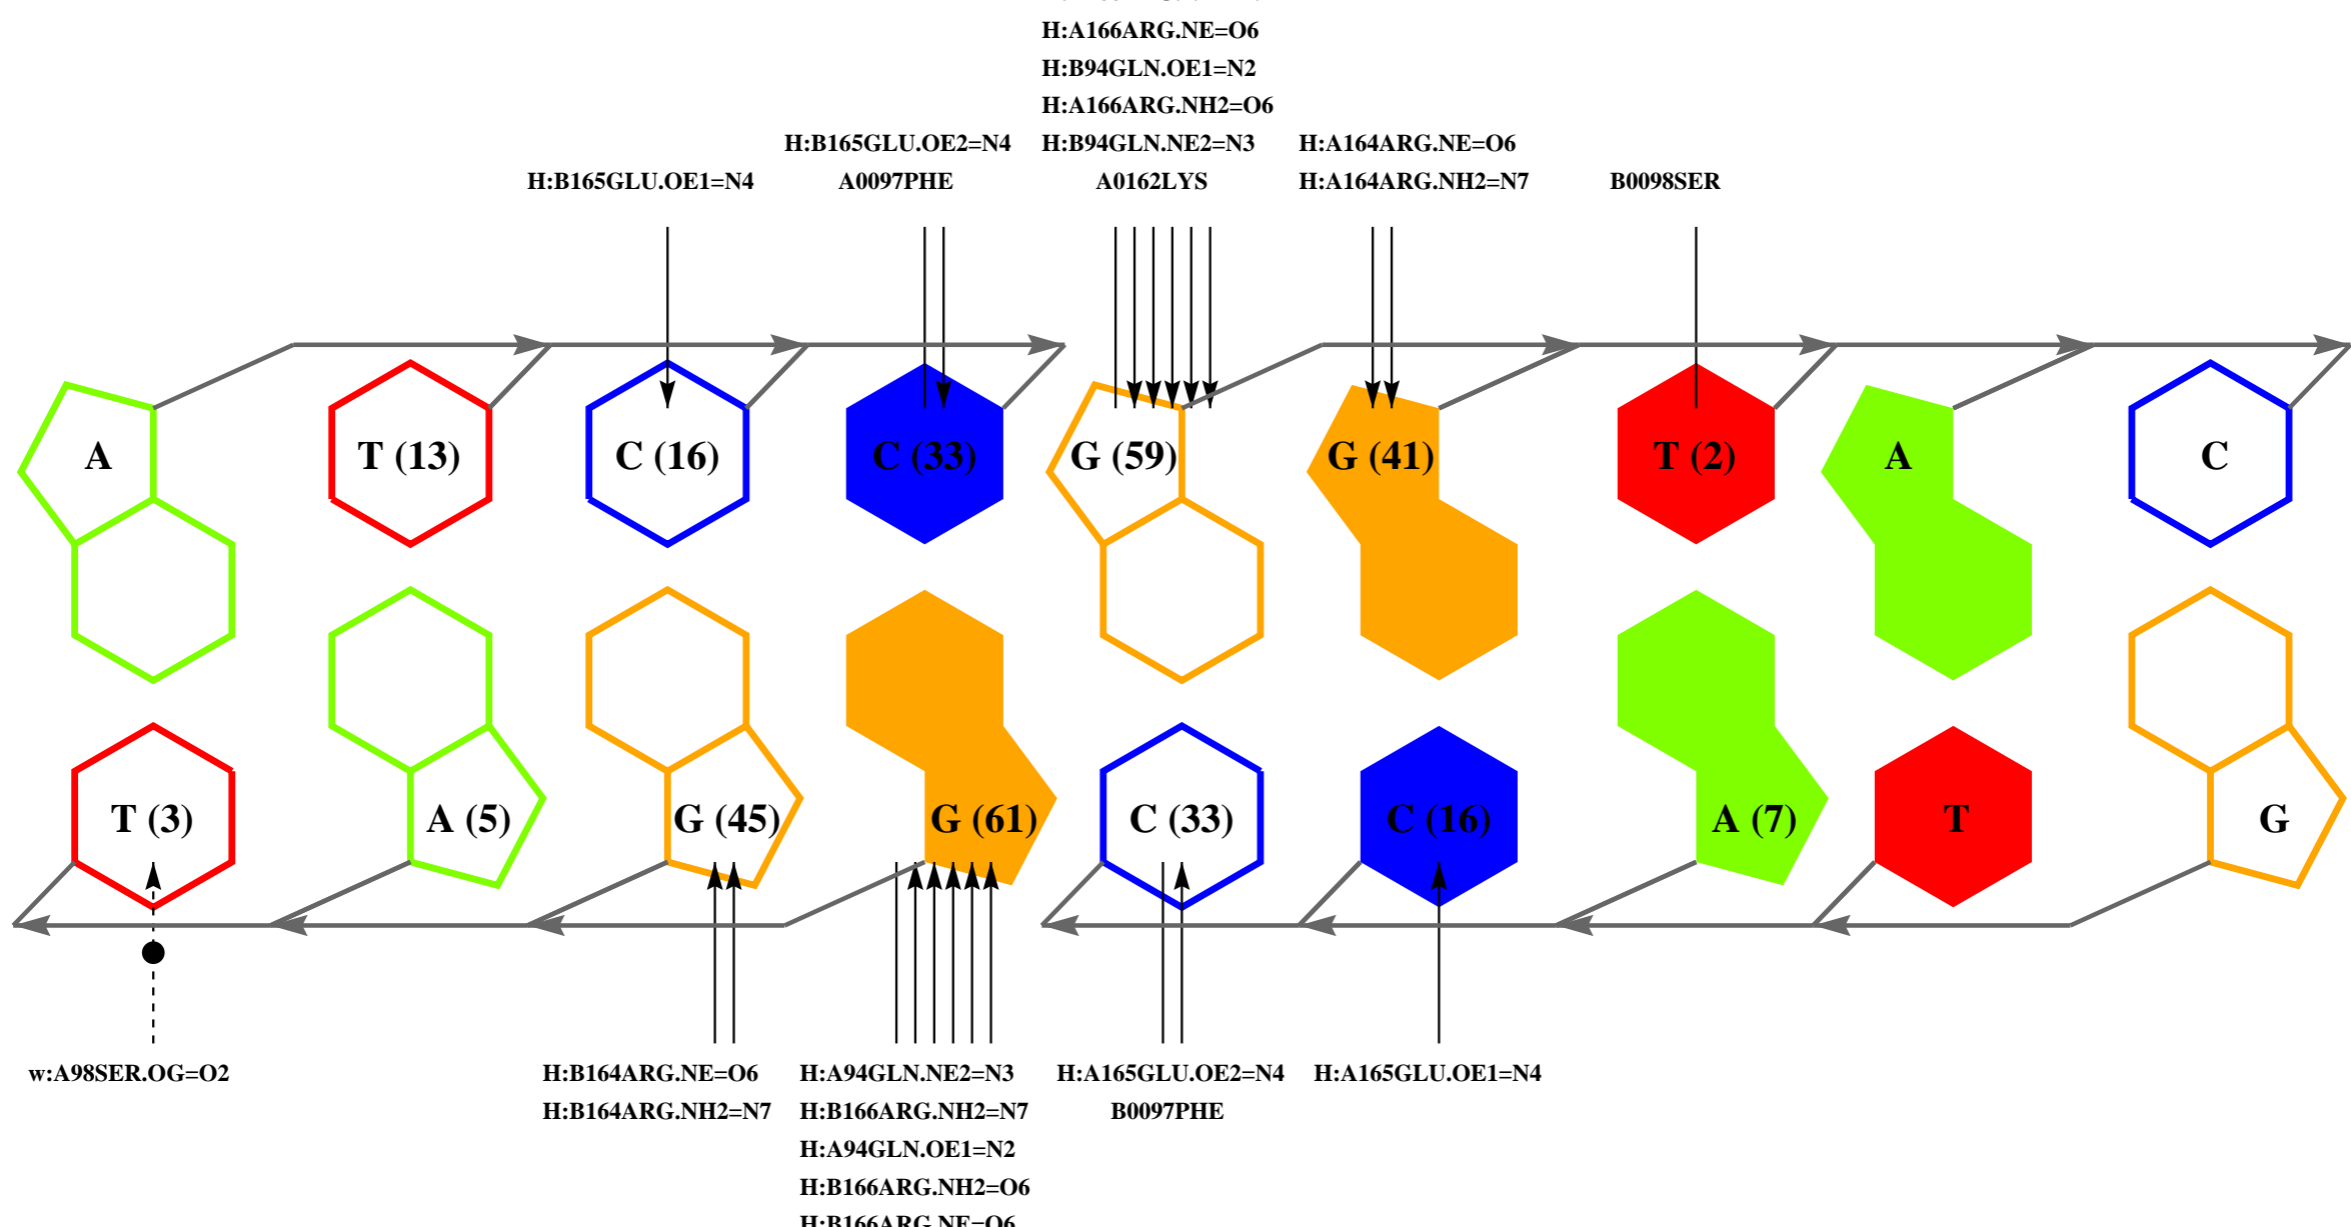 H:A166ARG.NE=O6
H:B94GLN.OE1=N2
H:A166ARG.NH2=O6
H:B165GLU.OE2=N4 H:B94GLN.NE2=N3 H:A164ARG.NE=O6
H:B165GLU.OE1=N4 A0097PHE A0162LYS H:A164ARG.NH2=N7 B0098SER
A T (13) C (16) C (33) G (59) G (41) T (2) A C
T (3) A (5) G (45) G (61) C (33) C (16) A (7) T G
w:A98SER.OG=O2 H:B164ARG.NE=O6 H:A94GLN.NE2=N3 H:A165GLU.OE2=N4 H:A165GLU.OE1=N4
H:B164ARG.NH2=N7 H:B166ARG.NH2=N7 B0097PHE
H:A94GLN.OE1=N2
H:B166ARG.NH2=O6
H:B166ARG.NE=O6